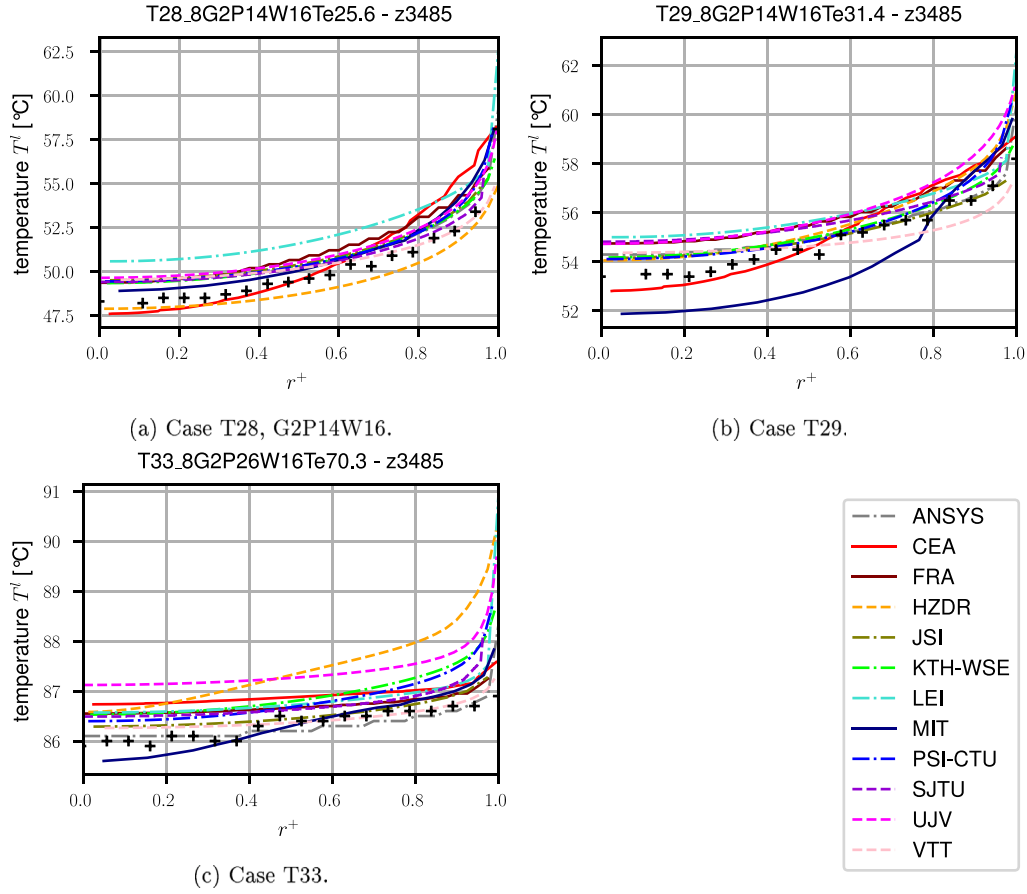 T28_8G2P14W16Te25.6 - z3485
temperature T^l [°C]
62.5
60.0
57.5
55.0
52.5
50.0
47.5
0.0 0.2 0.4 0.6 0.8 1.0
r^+
(a) Case T28, G2P14W16.
T29_8G2P14W16Te31.4 - z3485
temperature T^l [°C]
62
60
58
56
54
52
0.0 0.2 0.4 0.6 0.8 1.0
r^+
(b) Case T29.
T33_8G2P26W16Te70.3 - z3485
temperature T^l [°C]
91
90
89
88
87
86
0.0 0.2 0.4 0.6 0.8 1.0
r^+
(c) Case T33.
ANSYS
CEA
FRA
HZDR
JSI
KTH-WSE
LEI
MIT
PSI-CTU
SJTU
UJV
VTT